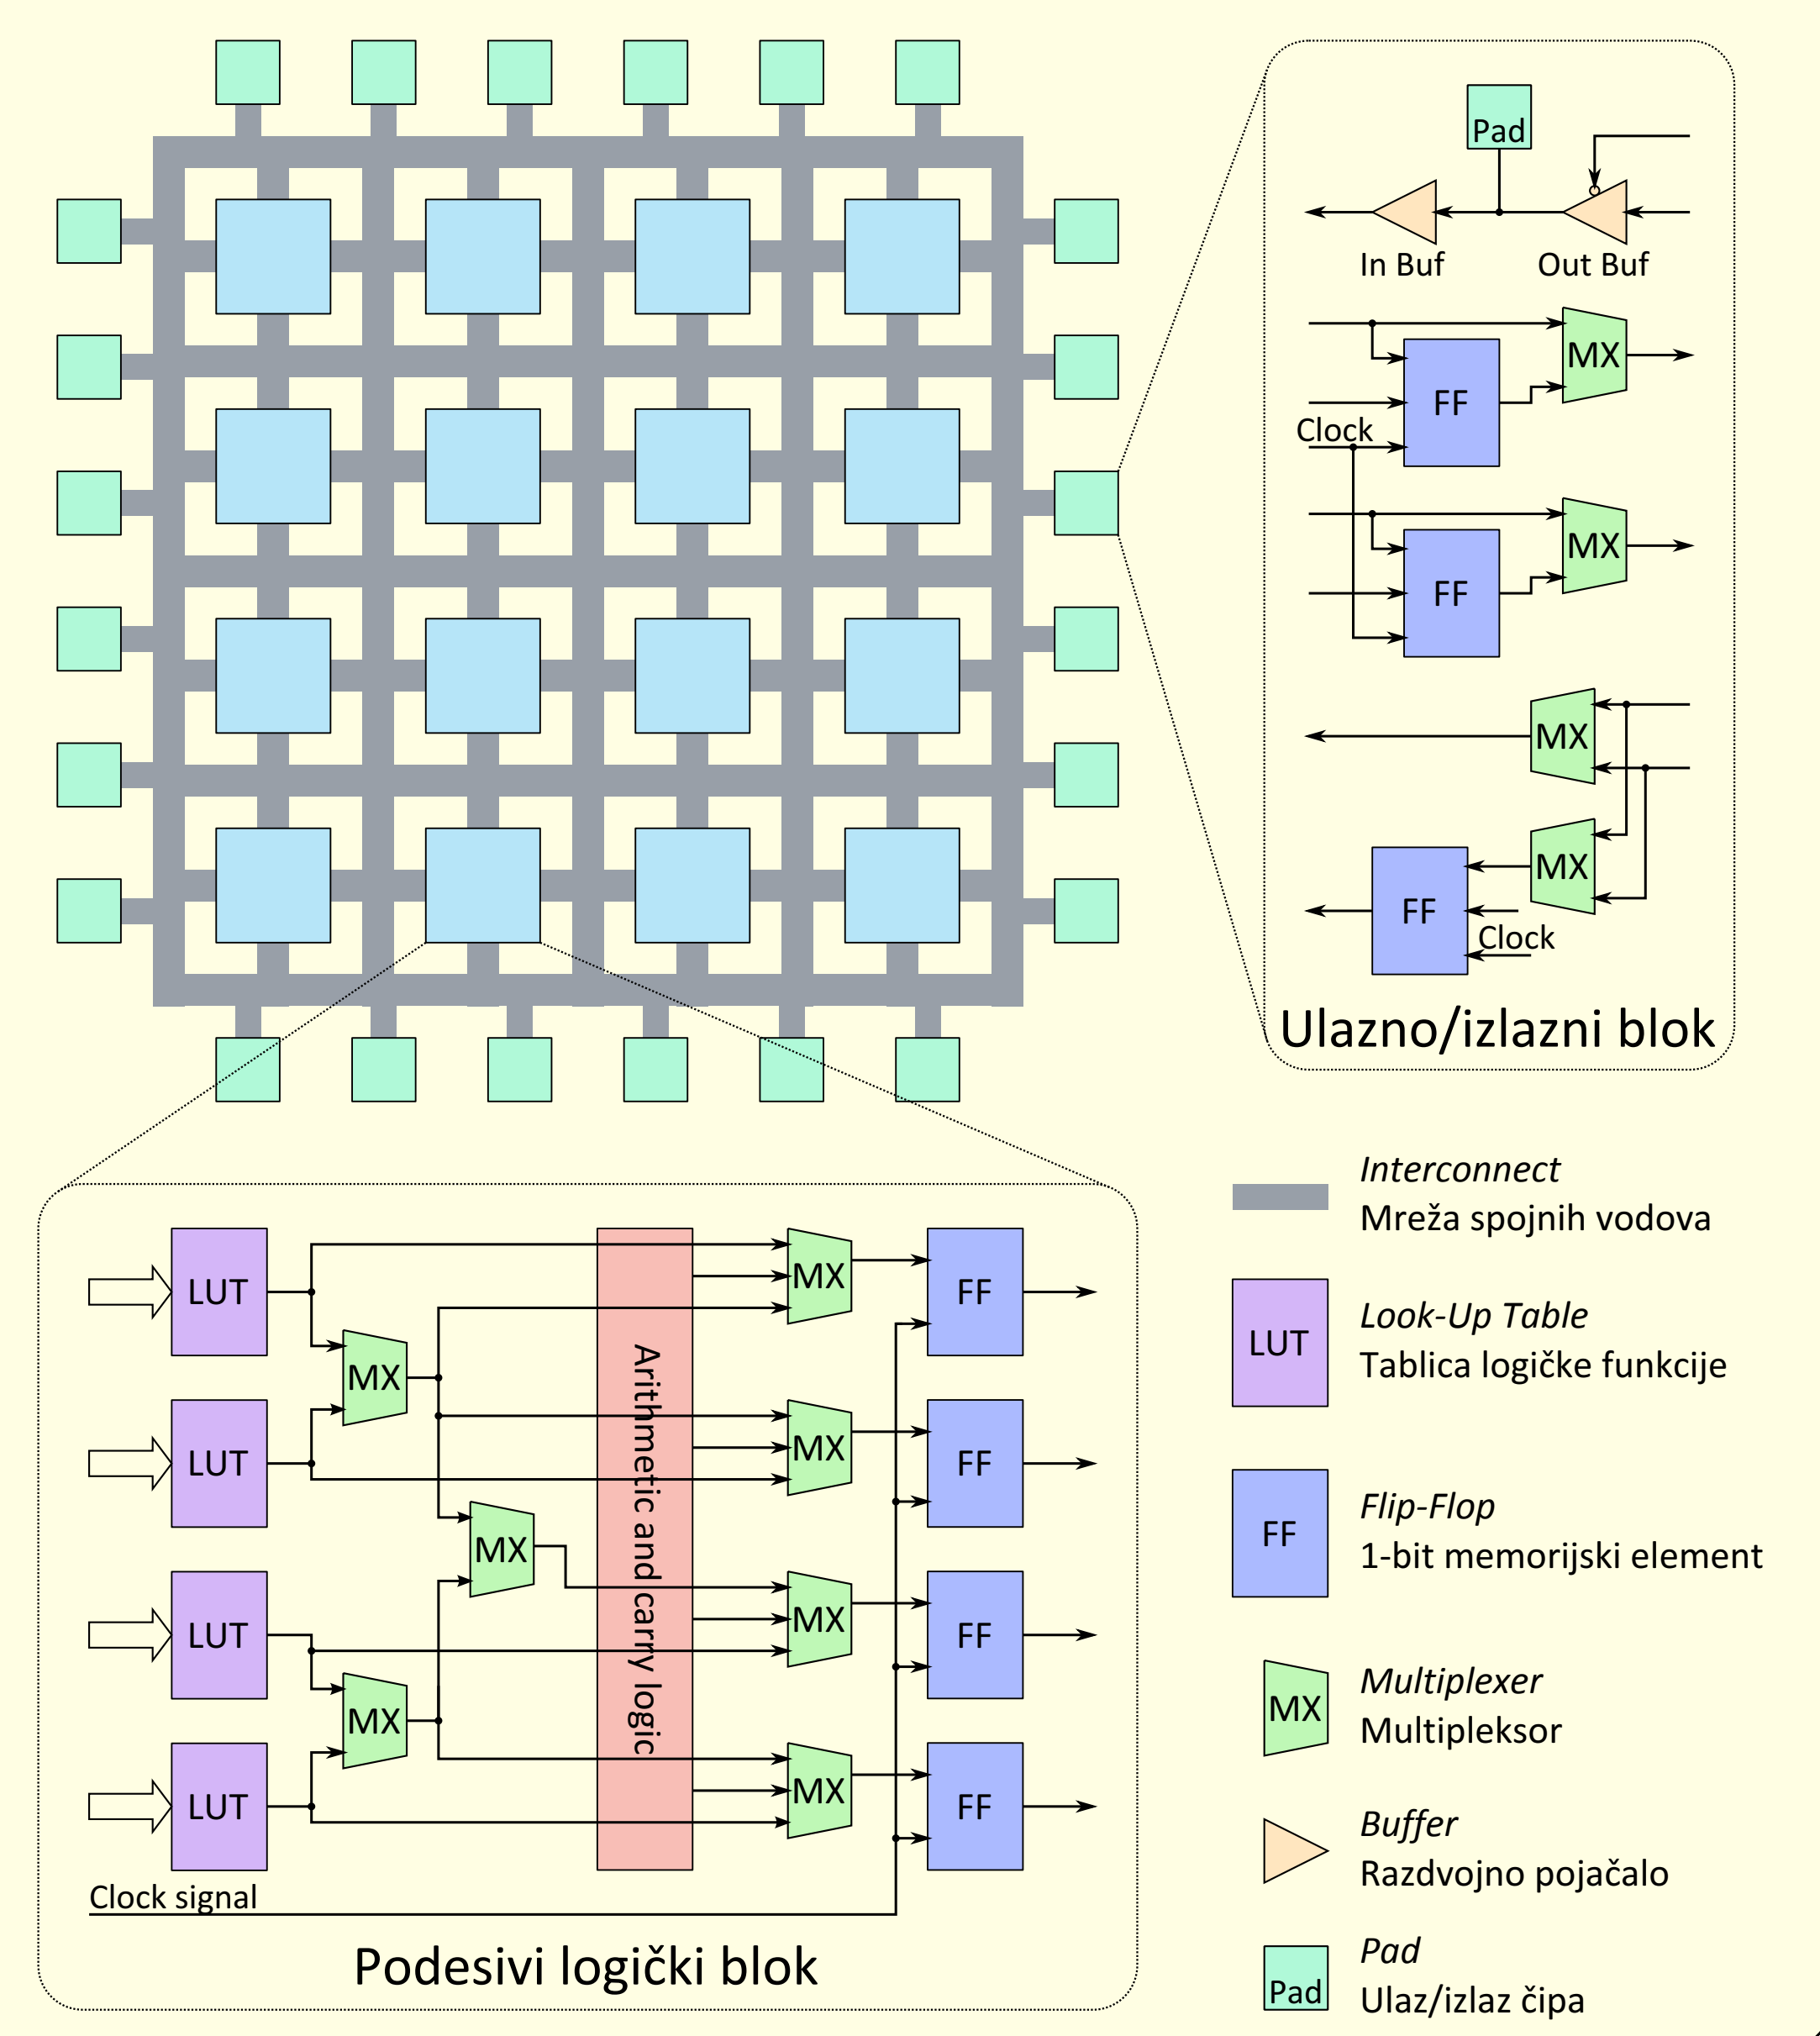 Pad
In Buf
Out Buf
MX
FF
Clock
MX
FF
MX
MX
FF
Clock
Ulazno/izlazni blok
LUT
MX
FF
MX
LUT
MX
FF
MX
LUT
MX
FF
MX
LUT
MX
FF
Arithmetic and carry logic
Clock signal
Podesivi logički blok
Interconnect
Mreža spojnih vodova
LUT
Look-Up Table
Tablica logičke funkcije
FF
Flip-Flop
1-bit memorijski element
MX
Multiplexer
Multipleksor
Buffer
Razdvojno pojačalo
Pad
Pad
Ulaz/izlaz čipa